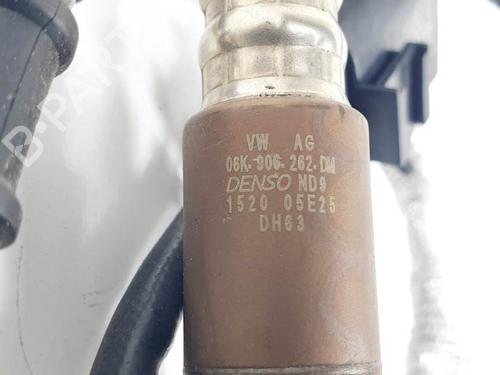 VW AG
06K-906-262-DM
DENSO ND9
1520 05E25
DH63
B-PARTS